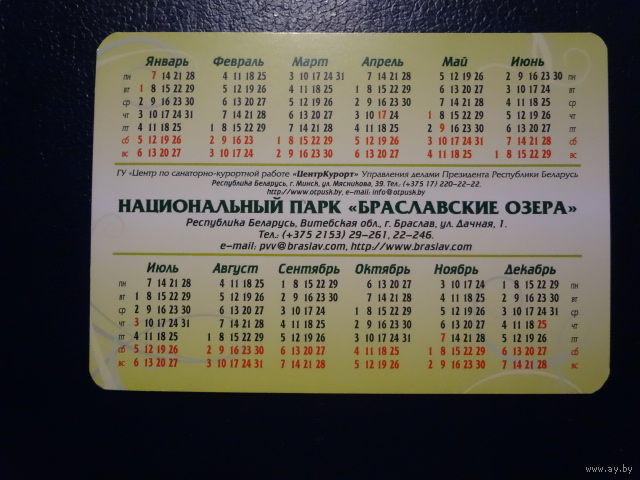 Январь Февраль Март Апрель Май Июнь
пн 7 14 21 28 4 11 18 25 3 10 17 24 31 7 14 21 28 5 12 19 26 2 9 16 23 30 пн
вт 1 8 15 22 29 5 12 19 26 4 11 18 25 1 8 15 22 29 6 13 20 27 3 10 17 24 вт
ср 2 9 16 23 30 6 13 20 27 5 12 19 26 2 9 16 23 30 7 14 21 28 4 11 18 25 ср
чт 3 10 17 24 31 7 14 21 28 6 13 20 27 3 10 17 24 1 8 15 22 29 5 12 19 26 чт
пт 4 11 18 25 1 8 15 22 29 7 14 21 28 4 11 18 25 2 9 16 23 30 6 13 20 27 пт
сб 5 12 19 26 2 9 16 23 1 8 15 22 29 5 12 19 26 3 10 17 24 31 7 14 21 28 сб
вс 6 13 20 27 3 10 17 24 2 9 16 23 30 6 13 20 27 4 11 18 25 1 8 15 22 29 вс
ГУ «Центр по санаторно-курортной работе «ЦентрКурорт» Управления делами Президента Республики Беларусь
Республика Беларусь, г. Минск, ул. Мясникова, 39. Тел. (+375 17) 220-22-22.
http://www.otpusk.by, e-mail: info@otpusk.by
НАЦИОНАЛЬНЫЙ ПАРК «БРАСЛАВСКИЕ ОЗЕРА»
Республика Беларусь, Витебская обл., г. Браслав, ул. Дачная, 1.
Тел.: (+375 2153) 29-261, 22-246.
e-mail: pvv@braslav.com, http://www.braslav.com
Июль Август Сентябрь Октябрь Ноябрь Декабрь
пн 7 14 21 28 4 11 18 25 1 8 15 22 29 6 13 20 27 3 10 17 24 1 8 15 22 29 пн
вт 1 8 15 22 29 5 12 19 26 2 9 16 23 30 7 14 21 28 4 11 18 25 2 9 16 23 30 вт
ср 2 9 16 23 30 6 13 20 27 3 10 17 24 1 8 15 22 29 5 12 19 26 3 10 17 24 31 ср
чт 3 10 17 24 31 7 14 21 28 4 11 18 25 2 9 16 23 30 6 13 20 27 4 11 18 25 чт
пт 4 11 18 25 1 8 15 22 29 5 12 19 26 3 10 17 24 31 7 14 21 28 5 12 19 26 пт
сб 5 12 19 26 2 9 16 23 30 6 13 20 27 4 11 18 25 1 8 15 22 29 6 13 20 27 сб
вс 6 13 20 27 3 10 17 24 31 7 14 21 28 5 12 19 26 2 9 16 23 30 7 14 21 28 вс
www.ay.by